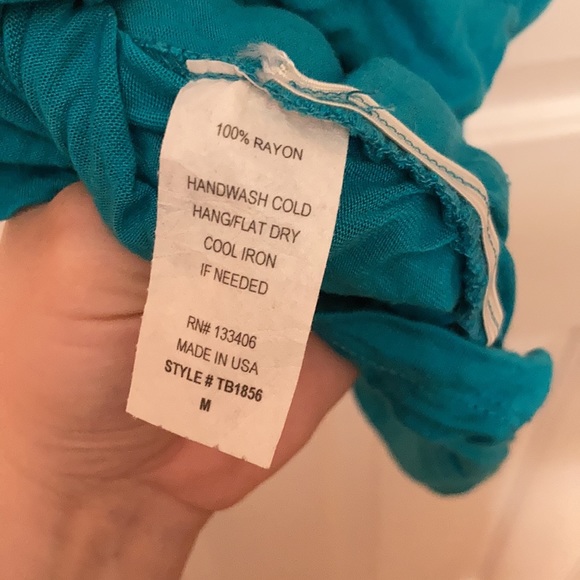 100% RAYON
HANDWASH COLD
HANG/FLAT DRY
COOL IRON
IF NEEDED
RN# 133406
MADE IN USA
STYLE # TB1856
M